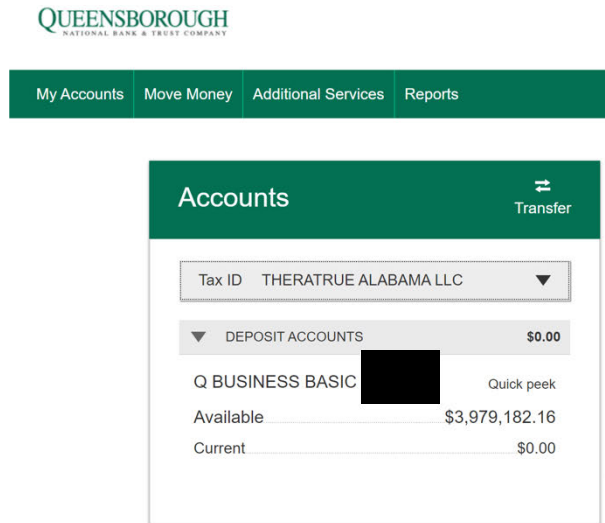 QUEENSBOROUGH
NATIONAL BANK & TRUST COMPANY
My Accounts Move Money Additional Services Reports
Accounts
Transfer
Tax ID THERATRUE ALABAMA LLC
DEPOSIT ACCOUNTS $0.00
Q BUSINESS BASIC Quick peek
Available $3,979,182.16
Current $0.00